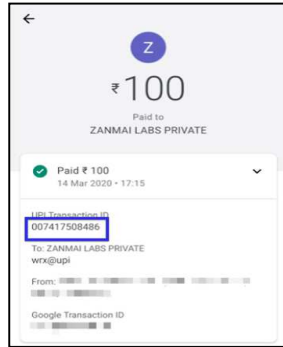 Z
₹100
Paid to
ZANMAI LABS PRIVATE
Paid ₹ 100
14 Mar 2020 • 17:15
UPI Transaction ID
007417508486
To: ZANMAI LABS PRIVATE
wrx@upi
From:
Google Transaction ID